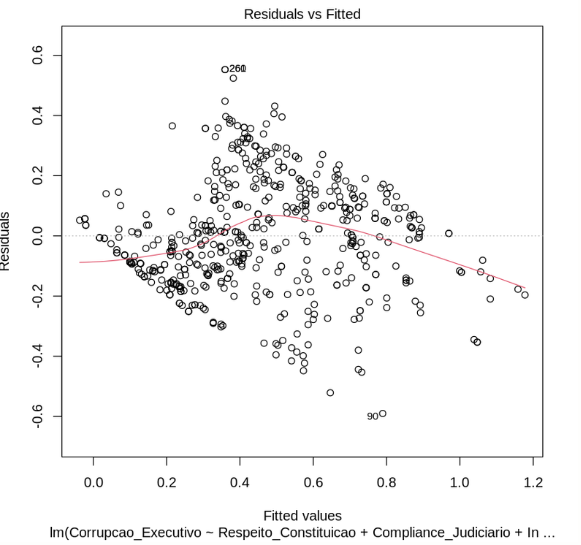 Residuals vs Fitted
0.6
0.4
0.2
0.0
-0.2
-0.4
-0.6
Residuals
90
0.0 0.2 0.4 0.6 0.8 1.0 1.2
Fitted values
lm(Corrupcao_Executivo ~ Respeito_Constituicao + Compliance_Judiciario + In ...